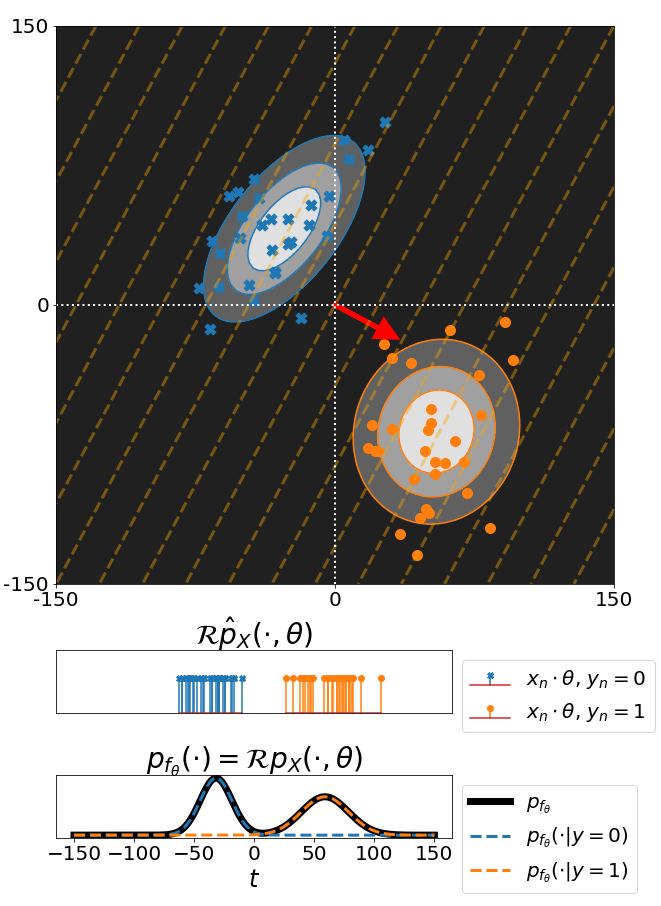 150
0
-150
-150 0 150
$\mathcal{R}\hat{p}_X(\cdot, \theta)$
$x_n \cdot \theta, y_n = 0$
$x_n \cdot \theta, y_n = 1$
$p_{f_\theta}(\cdot) = \mathcal{R}p_X(\cdot, \theta)$
$p_{f_\theta}$
$p_{f_\theta}(\cdot|y = 0)$
$p_{f_\theta}(\cdot|y = 1)$
−150 −100 −50 0 50 100 150
$t$